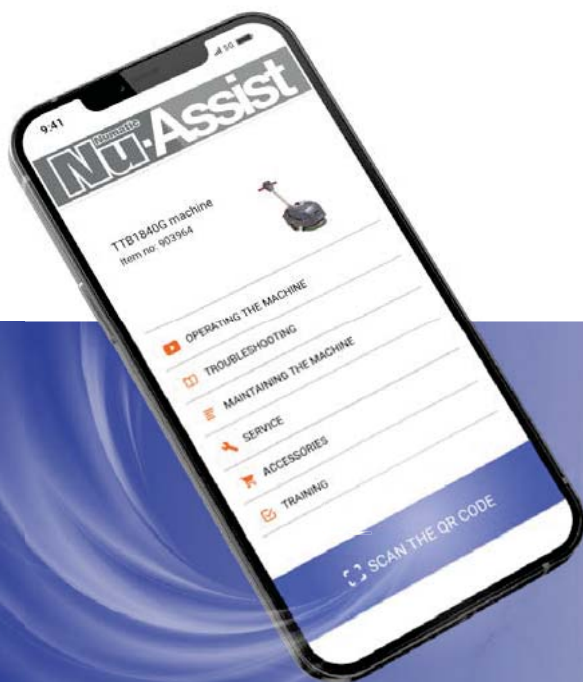 9:41
5G
Numatic
Nu-Assist
TTB1840G machine
Item no: 903964
OPERATING THE MACHINE
TROUBLESHOOTING
MAINTAINING THE MACHINE
SERVICE
ACCESSORIES
TRAINING
SCAN THE QR CODE